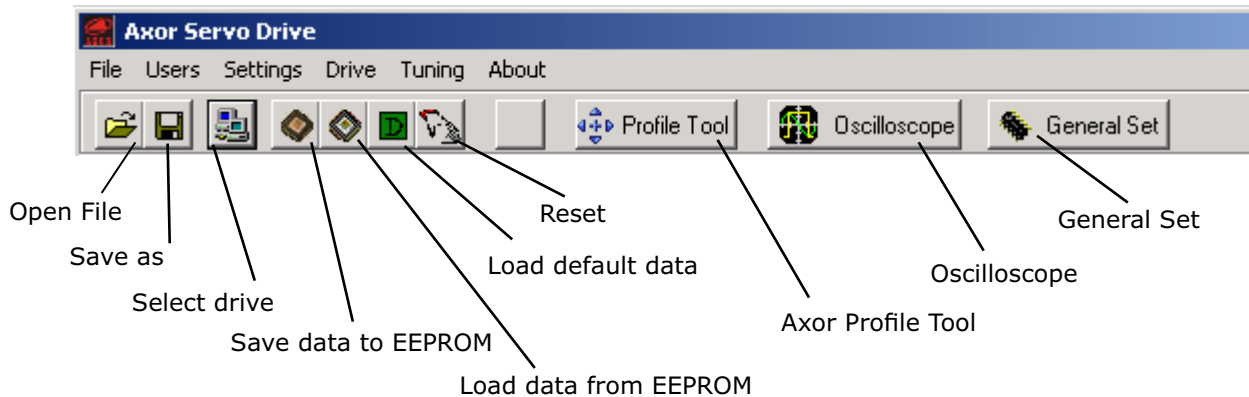 Axor Servo Drive
File Users Settings Drive Tuning About
D Profile Tool Oscilloscope General Set
Open File
Save as
Select drive
Save data to EEPROM
Load data from EEPROM
Load default data
Reset
Axor Profile Tool
Oscilloscope
General Set